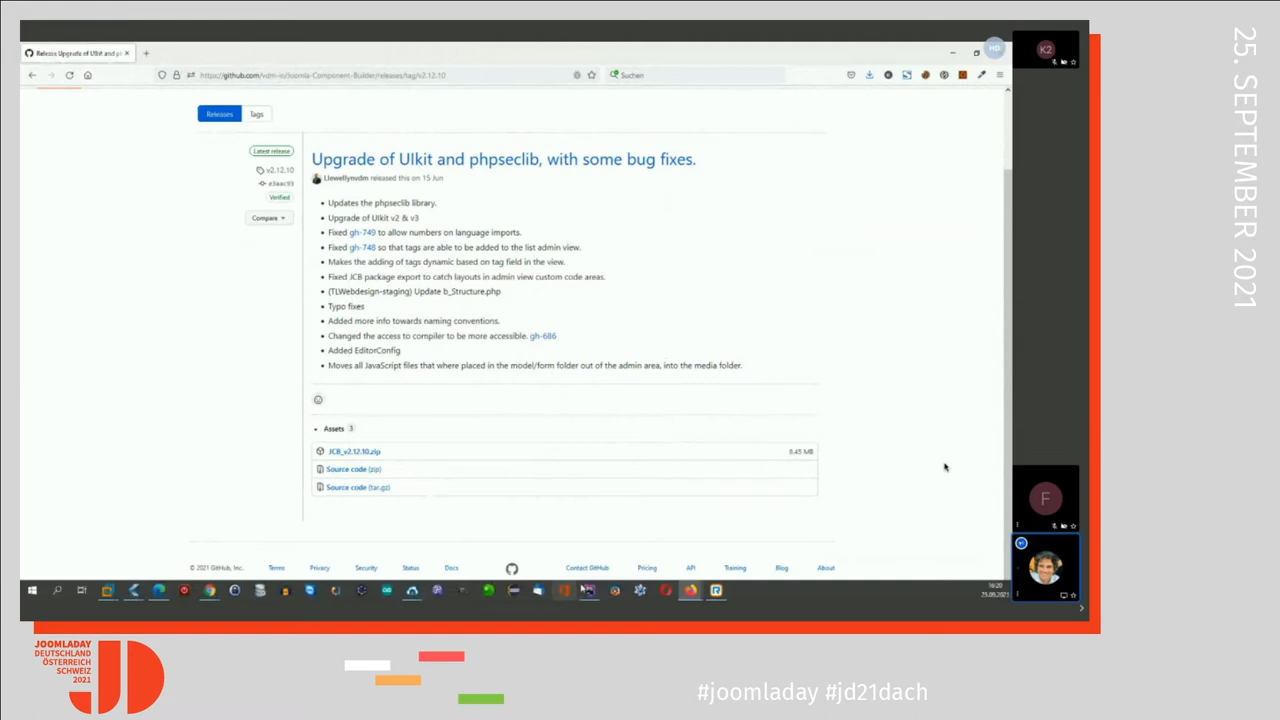 Releases Upgrade of UIkit and p
https://github.com/vdm-io/Joomla-Component-Builder/releases/tag/v2.12.10
Suchen
HD
K2
Releases
Tags
Latest release
v2.12.10
e3aac93
Verified
Compare
Upgrade of UIkit and phpseclib, with some bug fixes.
Llewellynvdm released this on 15 Jun
• Updates the phpseclib library.
• Upgrade of UIkit v2 & v3
• Fixed gh-749 to allow numbers on language imports.
• Fixed gh-748 so that tags are able to be added to the list admin view.
• Makes the adding of tags dynamic based on tag field in the view.
• Fixed JCB package export to catch layouts in admin view custom code areas.
• (TLWebdesign-staging) Update b_Structure.php
• Typo fixes
• Added more info towards naming conventions.
• Changed the access to compiler to be more accessible. gh-686
• Added EditorConfig
• Moves all JavaScript files that where placed in the model/form folder out of the admin area, into the media folder.
Assets 3
JCB_v2.12.10.zip
8.45 MB
Source code (zip)
Source code (tar.gz)
F
© 2021 GitHub, Inc.
Terms
Privacy
Security
Status
Docs
Contact GitHub
Pricing
API
Training
Blog
About
16:20
25.09.2021
25. SEPTEMBER 2021
JOOMLADAY
DEUTSCHLAND
ÖSTERREICH
SCHWEIZ
2021
#joomladay #jd21dach